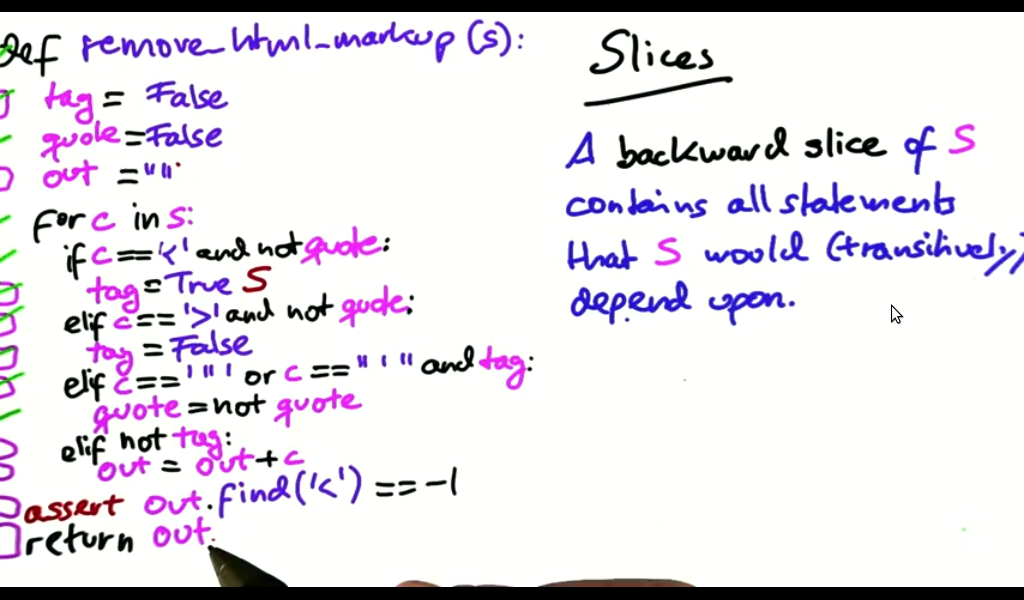 def remove_html_markup (s):
tag = False
quote = False
out = ""
for c in s:
if c == '<' and not quote:
tag = True S
elif c == '>' and not quote:
tag = False
elif c == '"' or c == "'" and tag:
quote = not quote
elif not tag:
out = out + c
assert out.find('<') == -1
return out
Slices
A backward slice of S
contains all statements
that S would (transitively)
depend upon.